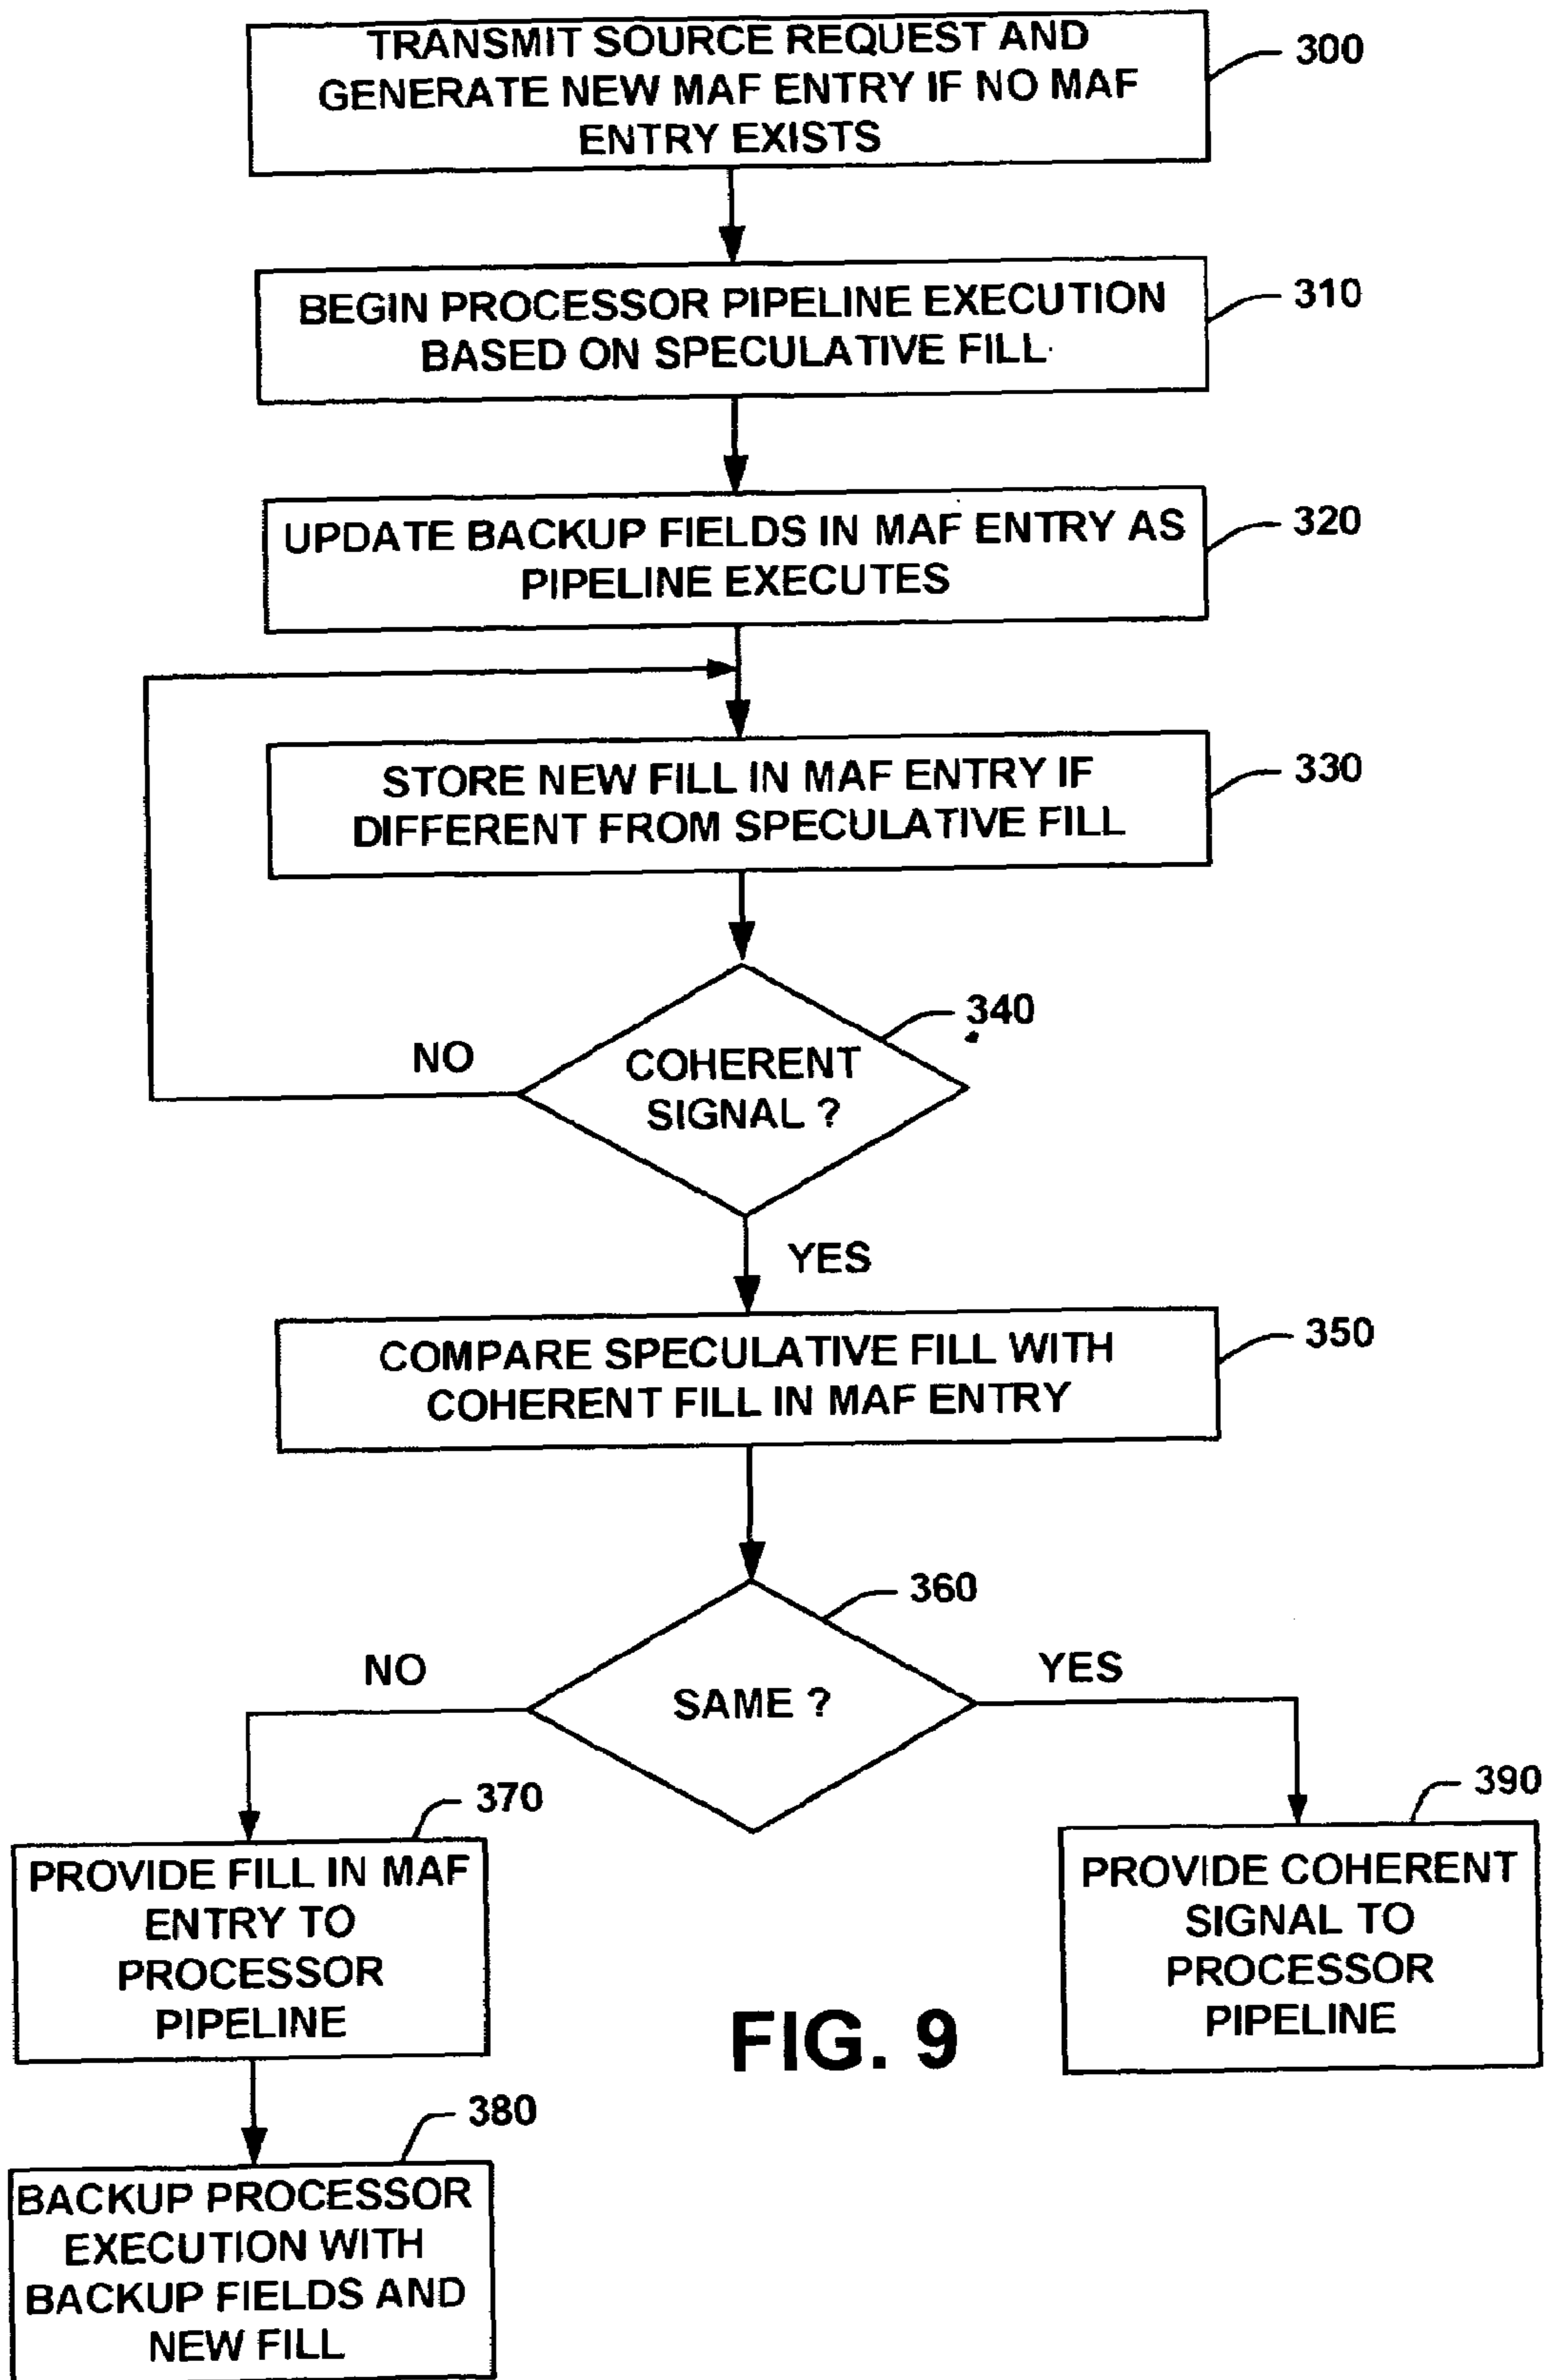 TRANSMIT SOURCE REQUEST AND
GENERATE NEW MAF ENTRY IF NO MAF
ENTRY EXISTS
300
BEGIN PROCESSOR PIPELINE EXECUTION
BASED ON SPECULATIVE FILL
310
UPDATE BACKUP FIELDS IN MAF ENTRY AS
PIPELINE EXECUTES
320
STORE NEW FILL IN MAF ENTRY IF
DIFFERENT FROM SPECULATIVE FILL
330
340
NO
COHERENT
SIGNAL ?
YES
COMPARE SPECULATIVE FILL WITH
COHERENT FILL IN MAF ENTRY
350
360
NO
SAME ?
YES
370
PROVIDE FILL IN MAF
ENTRY TO
PROCESSOR
PIPELINE
390
PROVIDE COHERENT
SIGNAL TO
PROCESSOR
PIPELINE
FIG. 9
380
BACKUP PROCESSOR
EXECUTION WITH
BACKUP FIELDS AND
NEW FILL